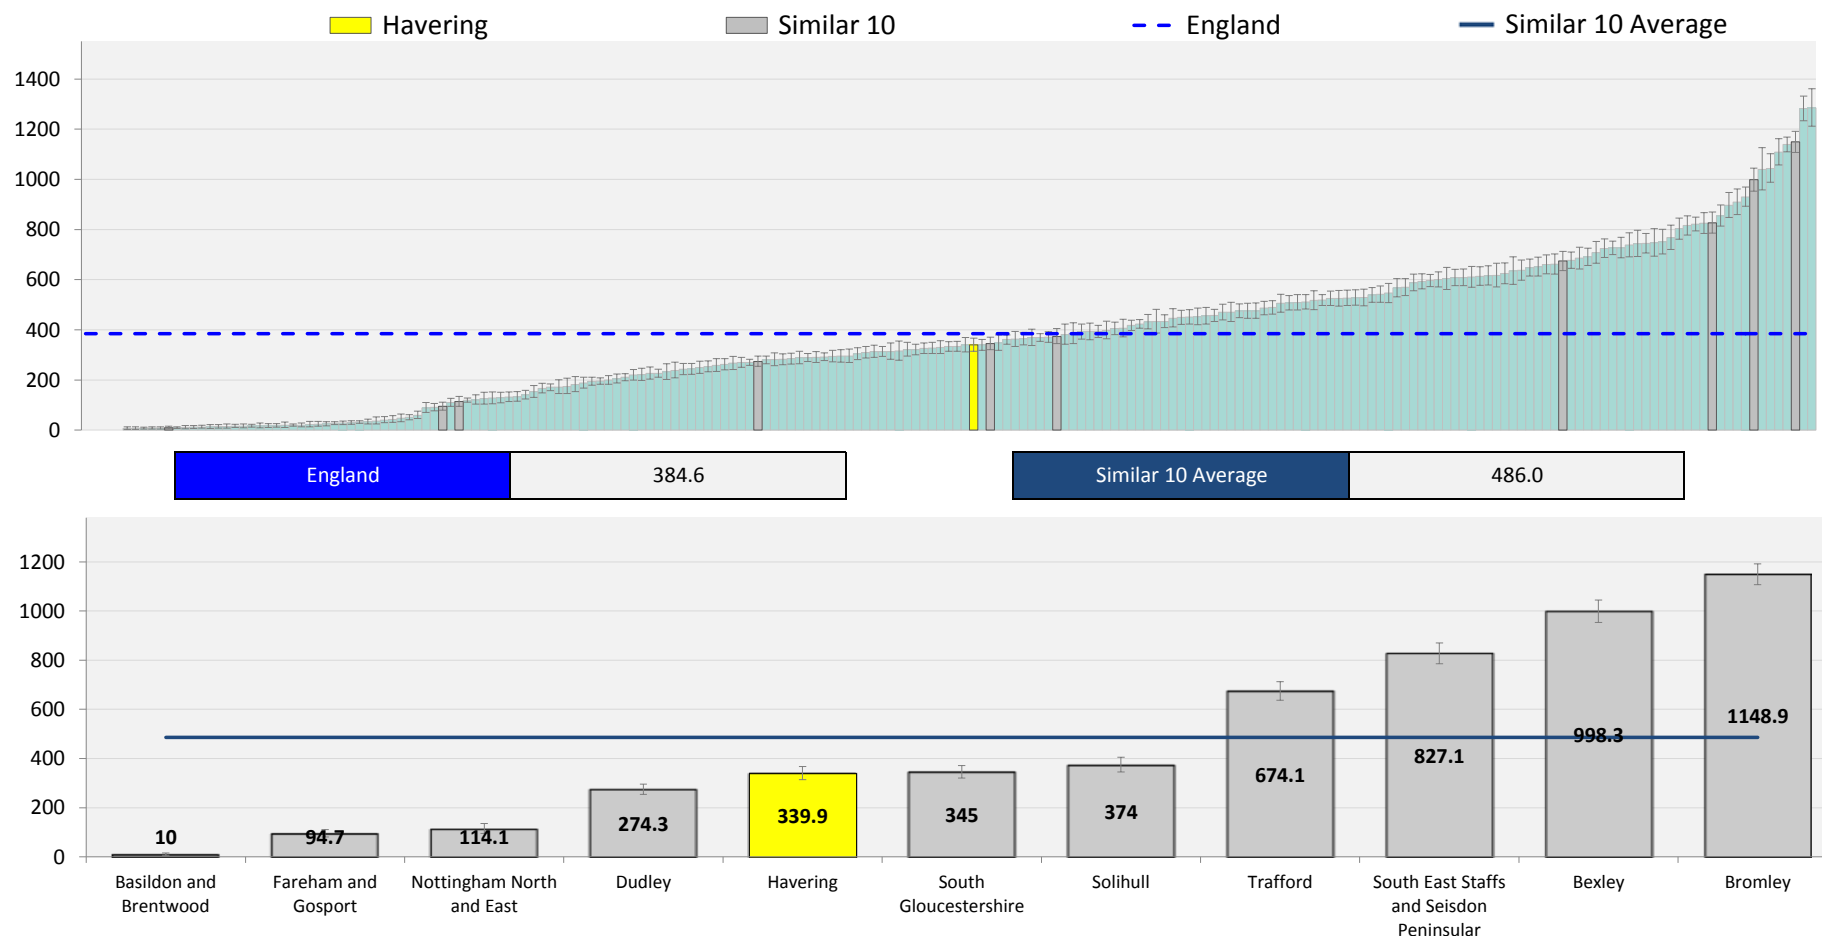 Havering Similar 10 England Similar 10 Average
1400
1200
1000
800
600
400
200
0
England 384.6 Similar 10 Average 486.0
1200
1000
800
600
400
200
0
10 94.7 114.1 274.3 339.9 345 374 674.1 827.1 998.3 1148.9
Basildon and Fareham and Nottingham North Dudley Havering South Solihull Trafford South East Staffs Bexley Bromley
Brentwood Gosport and East Gloucestershire and Seisdon
Peninsular